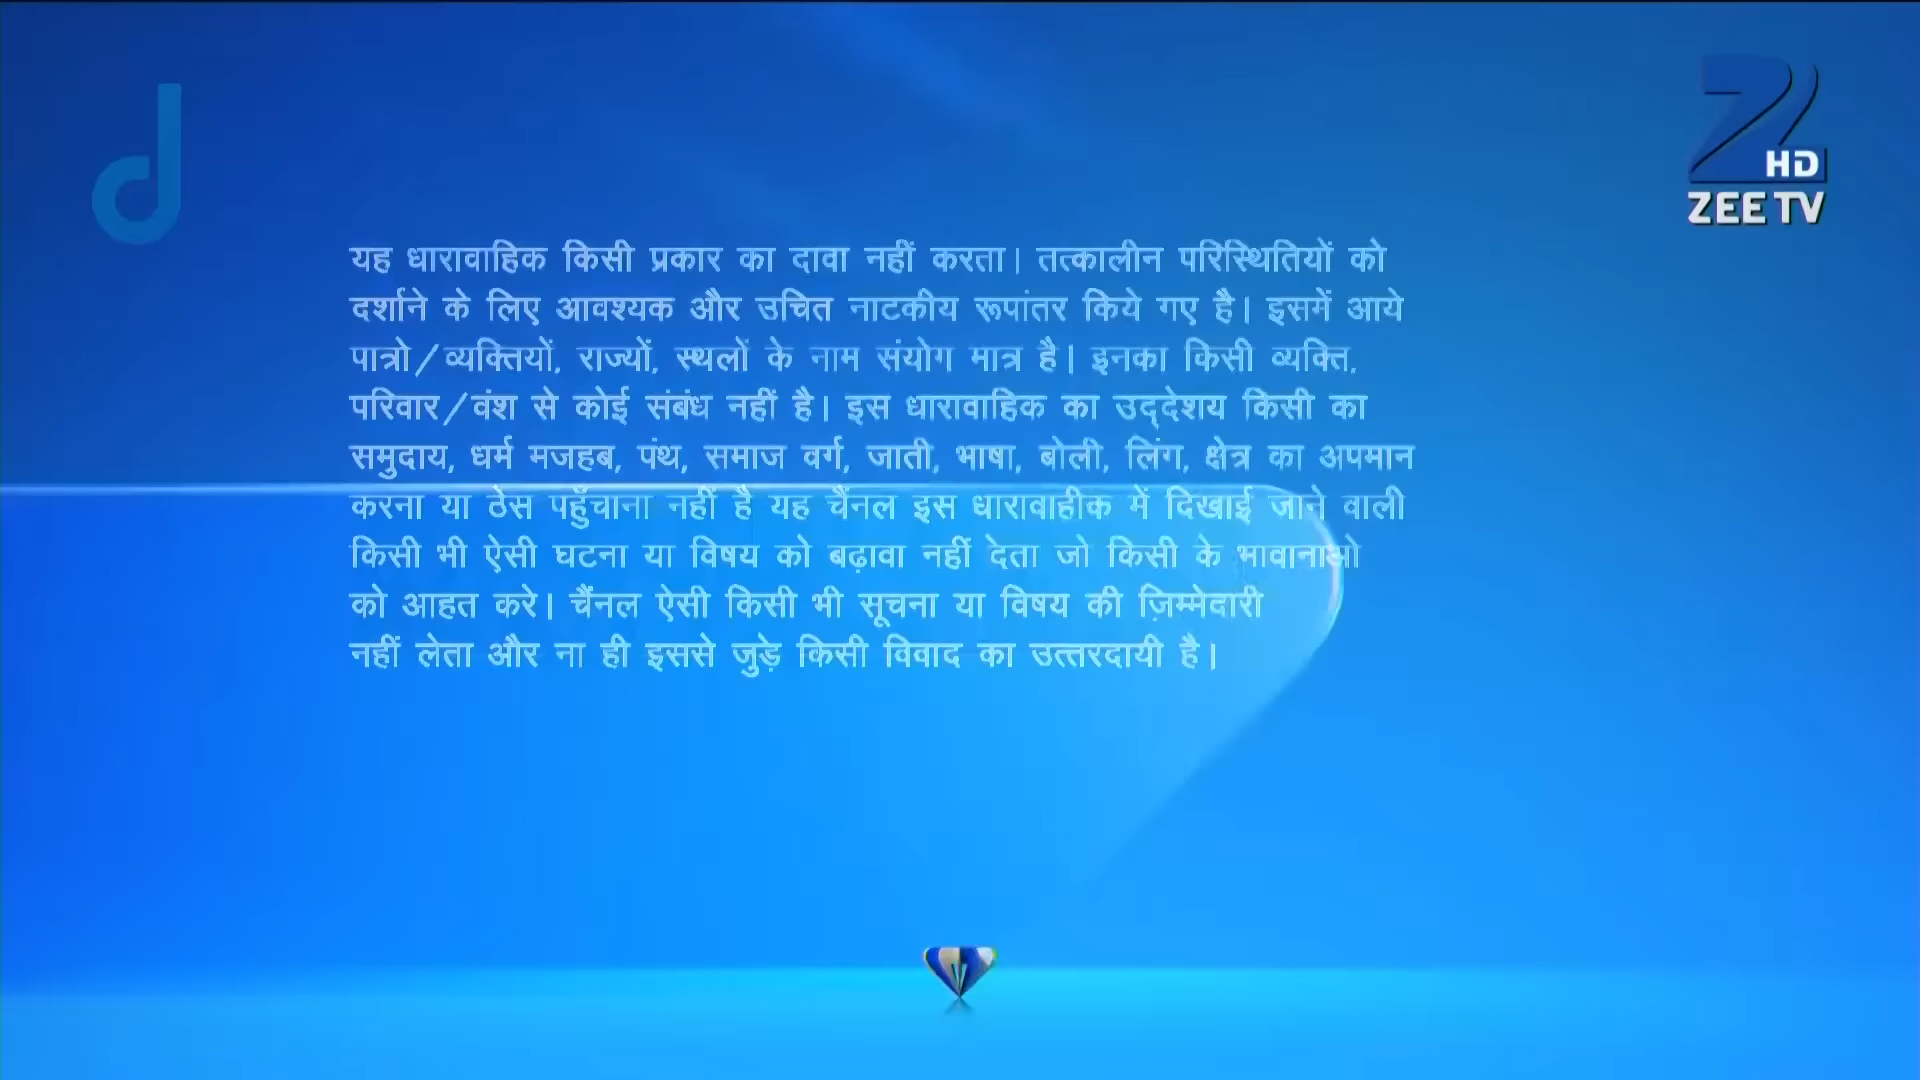 HD
ZEE TV
यह धारावाहिक किसी प्रकार का दावा नहीं करता। तत्कालीन परिस्थितियों को
दर्शाने के लिए आवश्यक और उचित नाटकीय रूपांतर किये गए है। इसमें आये
पात्रो/व्यक्तियों, राज्यों, स्थलों के नाम संयोग मात्र है। इनका किसी व्यक्ति,
परिवार/वंश से कोई संबंध नहीं है। इस धारावाहिक का उद्देशय किसी का
समुदाय, धर्म मजहब, पंथ, समाज वर्ग, जाती, भाषा, बोली, लिंग, क्षेत्र का अपमान
करना या ठेस पहुँचाना नहीं है यह चैंनल इस धारावाहीक में दिखाई जाने वाली
किसी भी ऐसी घटना या विषय को बढ़ावा नहीं देता जो किसी के भावानाओ
को आहत करे। चैंनल ऐसी किसी भी सूचना या विषय की ज़िम्मेदारी
नहीं लेता और ना ही इससे जुड़े किसी विवाद का उत्तरदायी है।